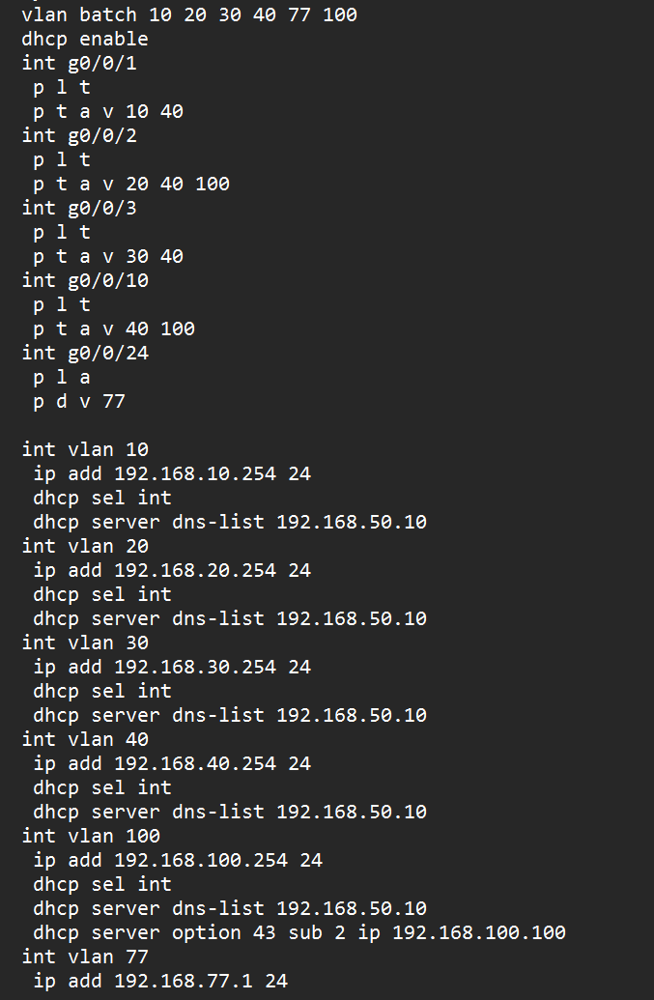 vlan batch 10 20 30 40 77 100
dhcp enable
int g0/0/1
p l t
p t a v 10 40
int g0/0/2
p l t
p t a v 20 40 100
int g0/0/3
p l t
p t a v 30 40
int g0/0/10
p l t
p t a v 40 100
int g0/0/24
p l a
p d v 77
int vlan 10
ip add 192.168.10.254 24
dhcp sel int
dhcp server dns-list 192.168.50.10
int vlan 20
ip add 192.168.20.254 24
dhcp sel int
dhcp server dns-list 192.168.50.10
int vlan 30
ip add 192.168.30.254 24
dhcp sel int
dhcp server dns-list 192.168.50.10
int vlan 40
ip add 192.168.40.254 24
dhcp sel int
dhcp server dns-list 192.168.50.10
int vlan 100
ip add 192.168.100.254 24
dhcp sel int
dhcp server dns-list 192.168.50.10
dhcp server option 43 sub 2 ip 192.168.100.100
int vlan 77
ip add 192.168.77.1 24